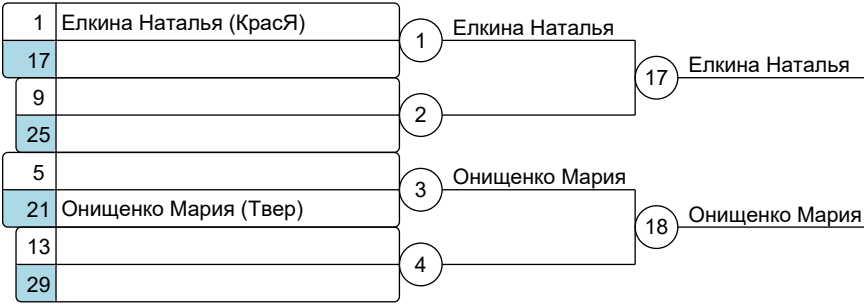 1 Елкина Наталья (КрасЯ)
17
1 Елкина Наталья
17 Елкина Наталья
9
25
2
5
21 Онищенко Мария (Твер)
3 Онищенко Мария
18 Онищенко Мария
13
29
4